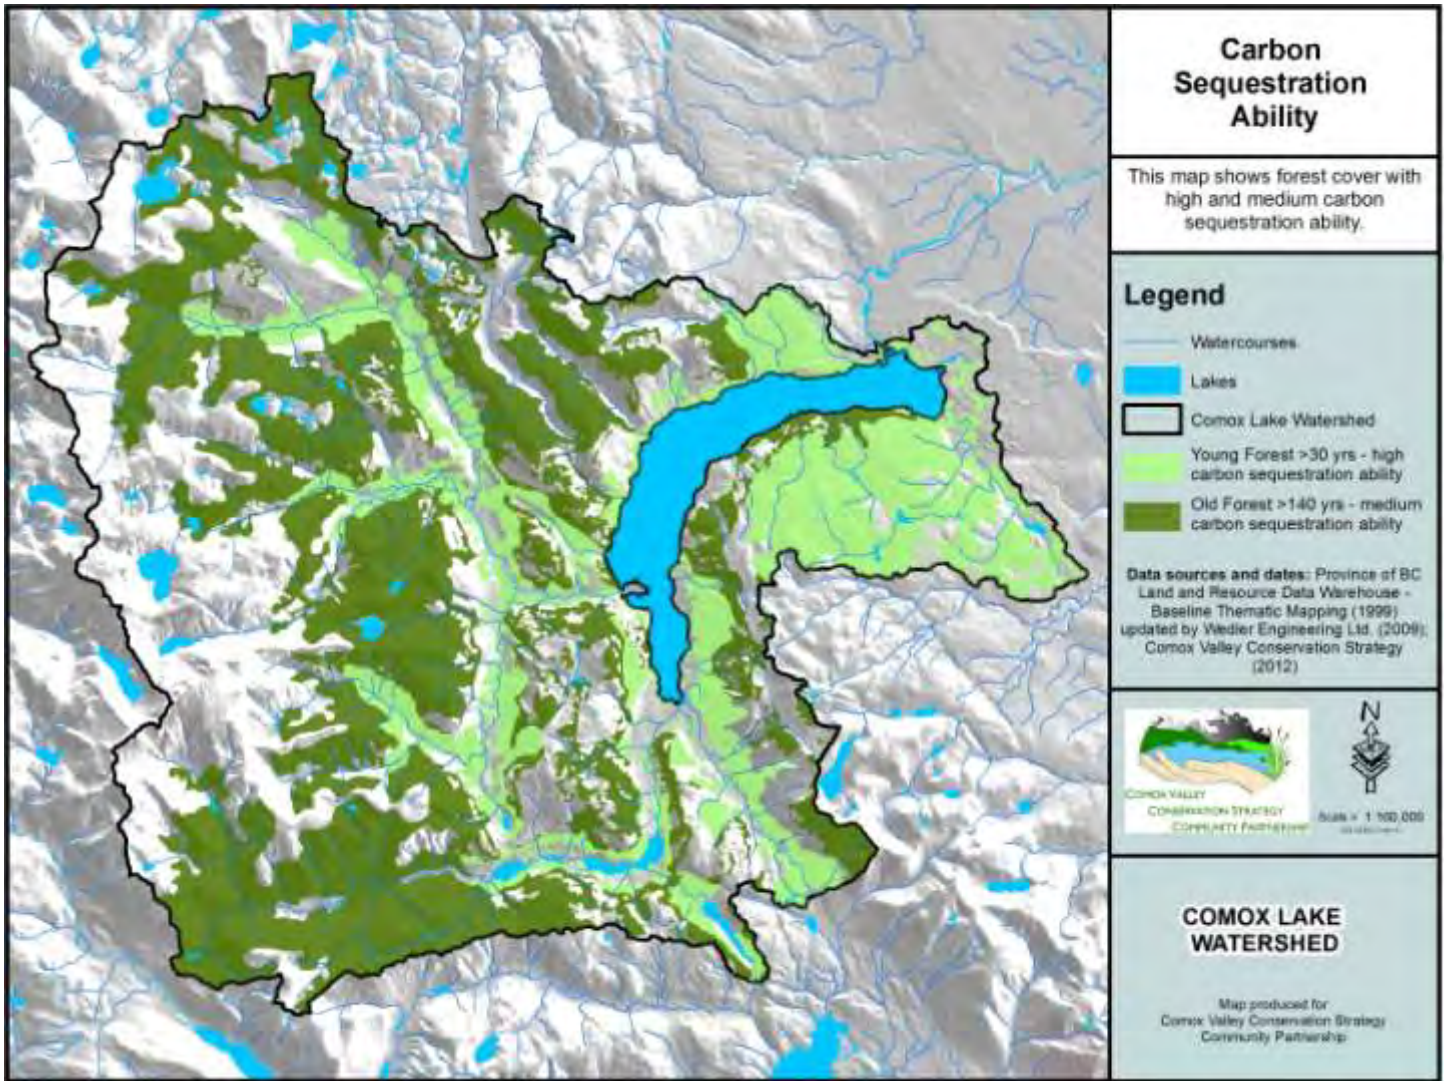 Carbon
Sequestration
Ability
This map shows forest cover with
high and medium carbon
sequestration ability.
Legend
Watercourses
Lakes
Comox Lake Watershed
Young Forest >30 yrs - high
carbon sequestration ability
Old Forest >140 yrs - medium
carbon sequestration ability
Data sources and dates: Province of BC
Land and Resource Data Warehouse -
Baseline Thematic Mapping (1999)
updated by Wedler Engineering Ltd. (2009);
Comox Valley Conservation Strategy
(2012)
N
COMOX VALLEY
CONSERVATION STRATEGY
COMMUNITY PARTNERSHIP
Scale =
COMOX LAKE
WATERSHED
Map produced for
Comox Valley Conservation Strategy
Community Partnership